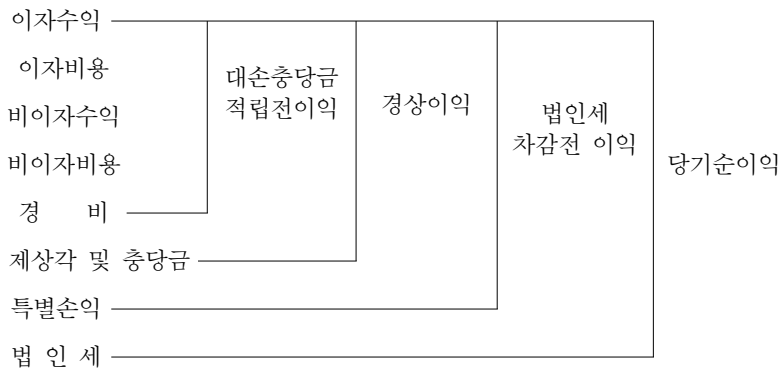 이자수익
이자비용
비이자수익
비이자비용
경 비
제상각 및 충당금
특별손익
법 인 세
대손충당금
적립전이익
경상이익
법인세
차감전 이익
당기순이익